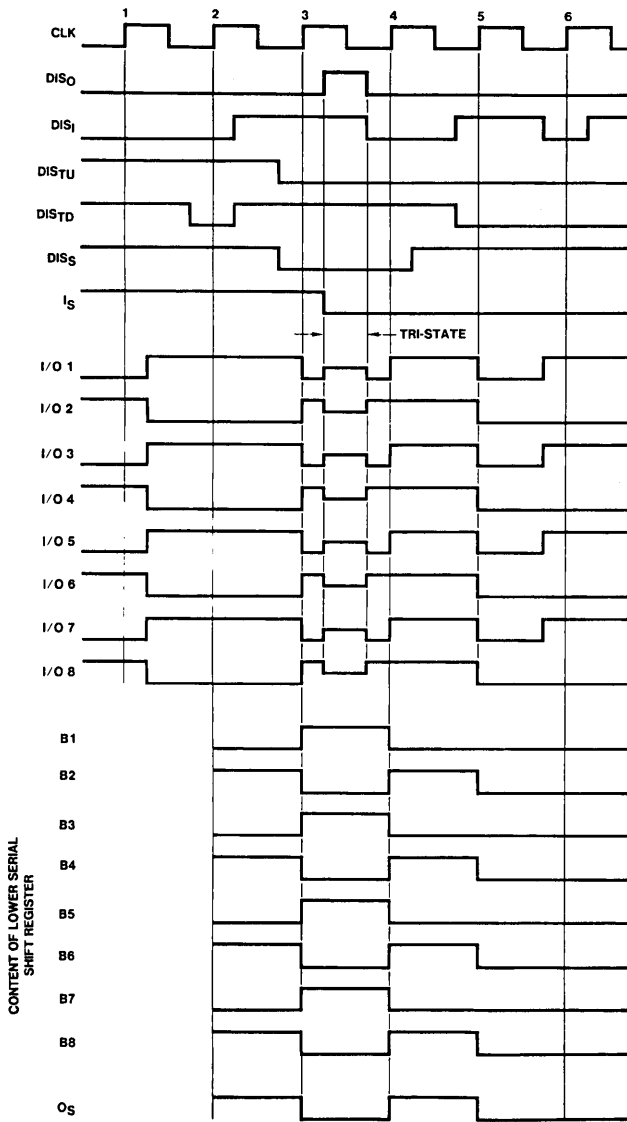 1 2 3 4 5 6
CLK
DISO
DISI
DISTU
DISTD
DISS
IS
TRI-STATE
I/O 1
I/O 2
I/O 3
I/O 4
I/O 5
I/O 6
I/O 7
I/O 8
B1
B2
B3
B4
B5
B6
B7
B8
OS
CONTENT OF LOWER SERIAL
SHIFT REGISTER